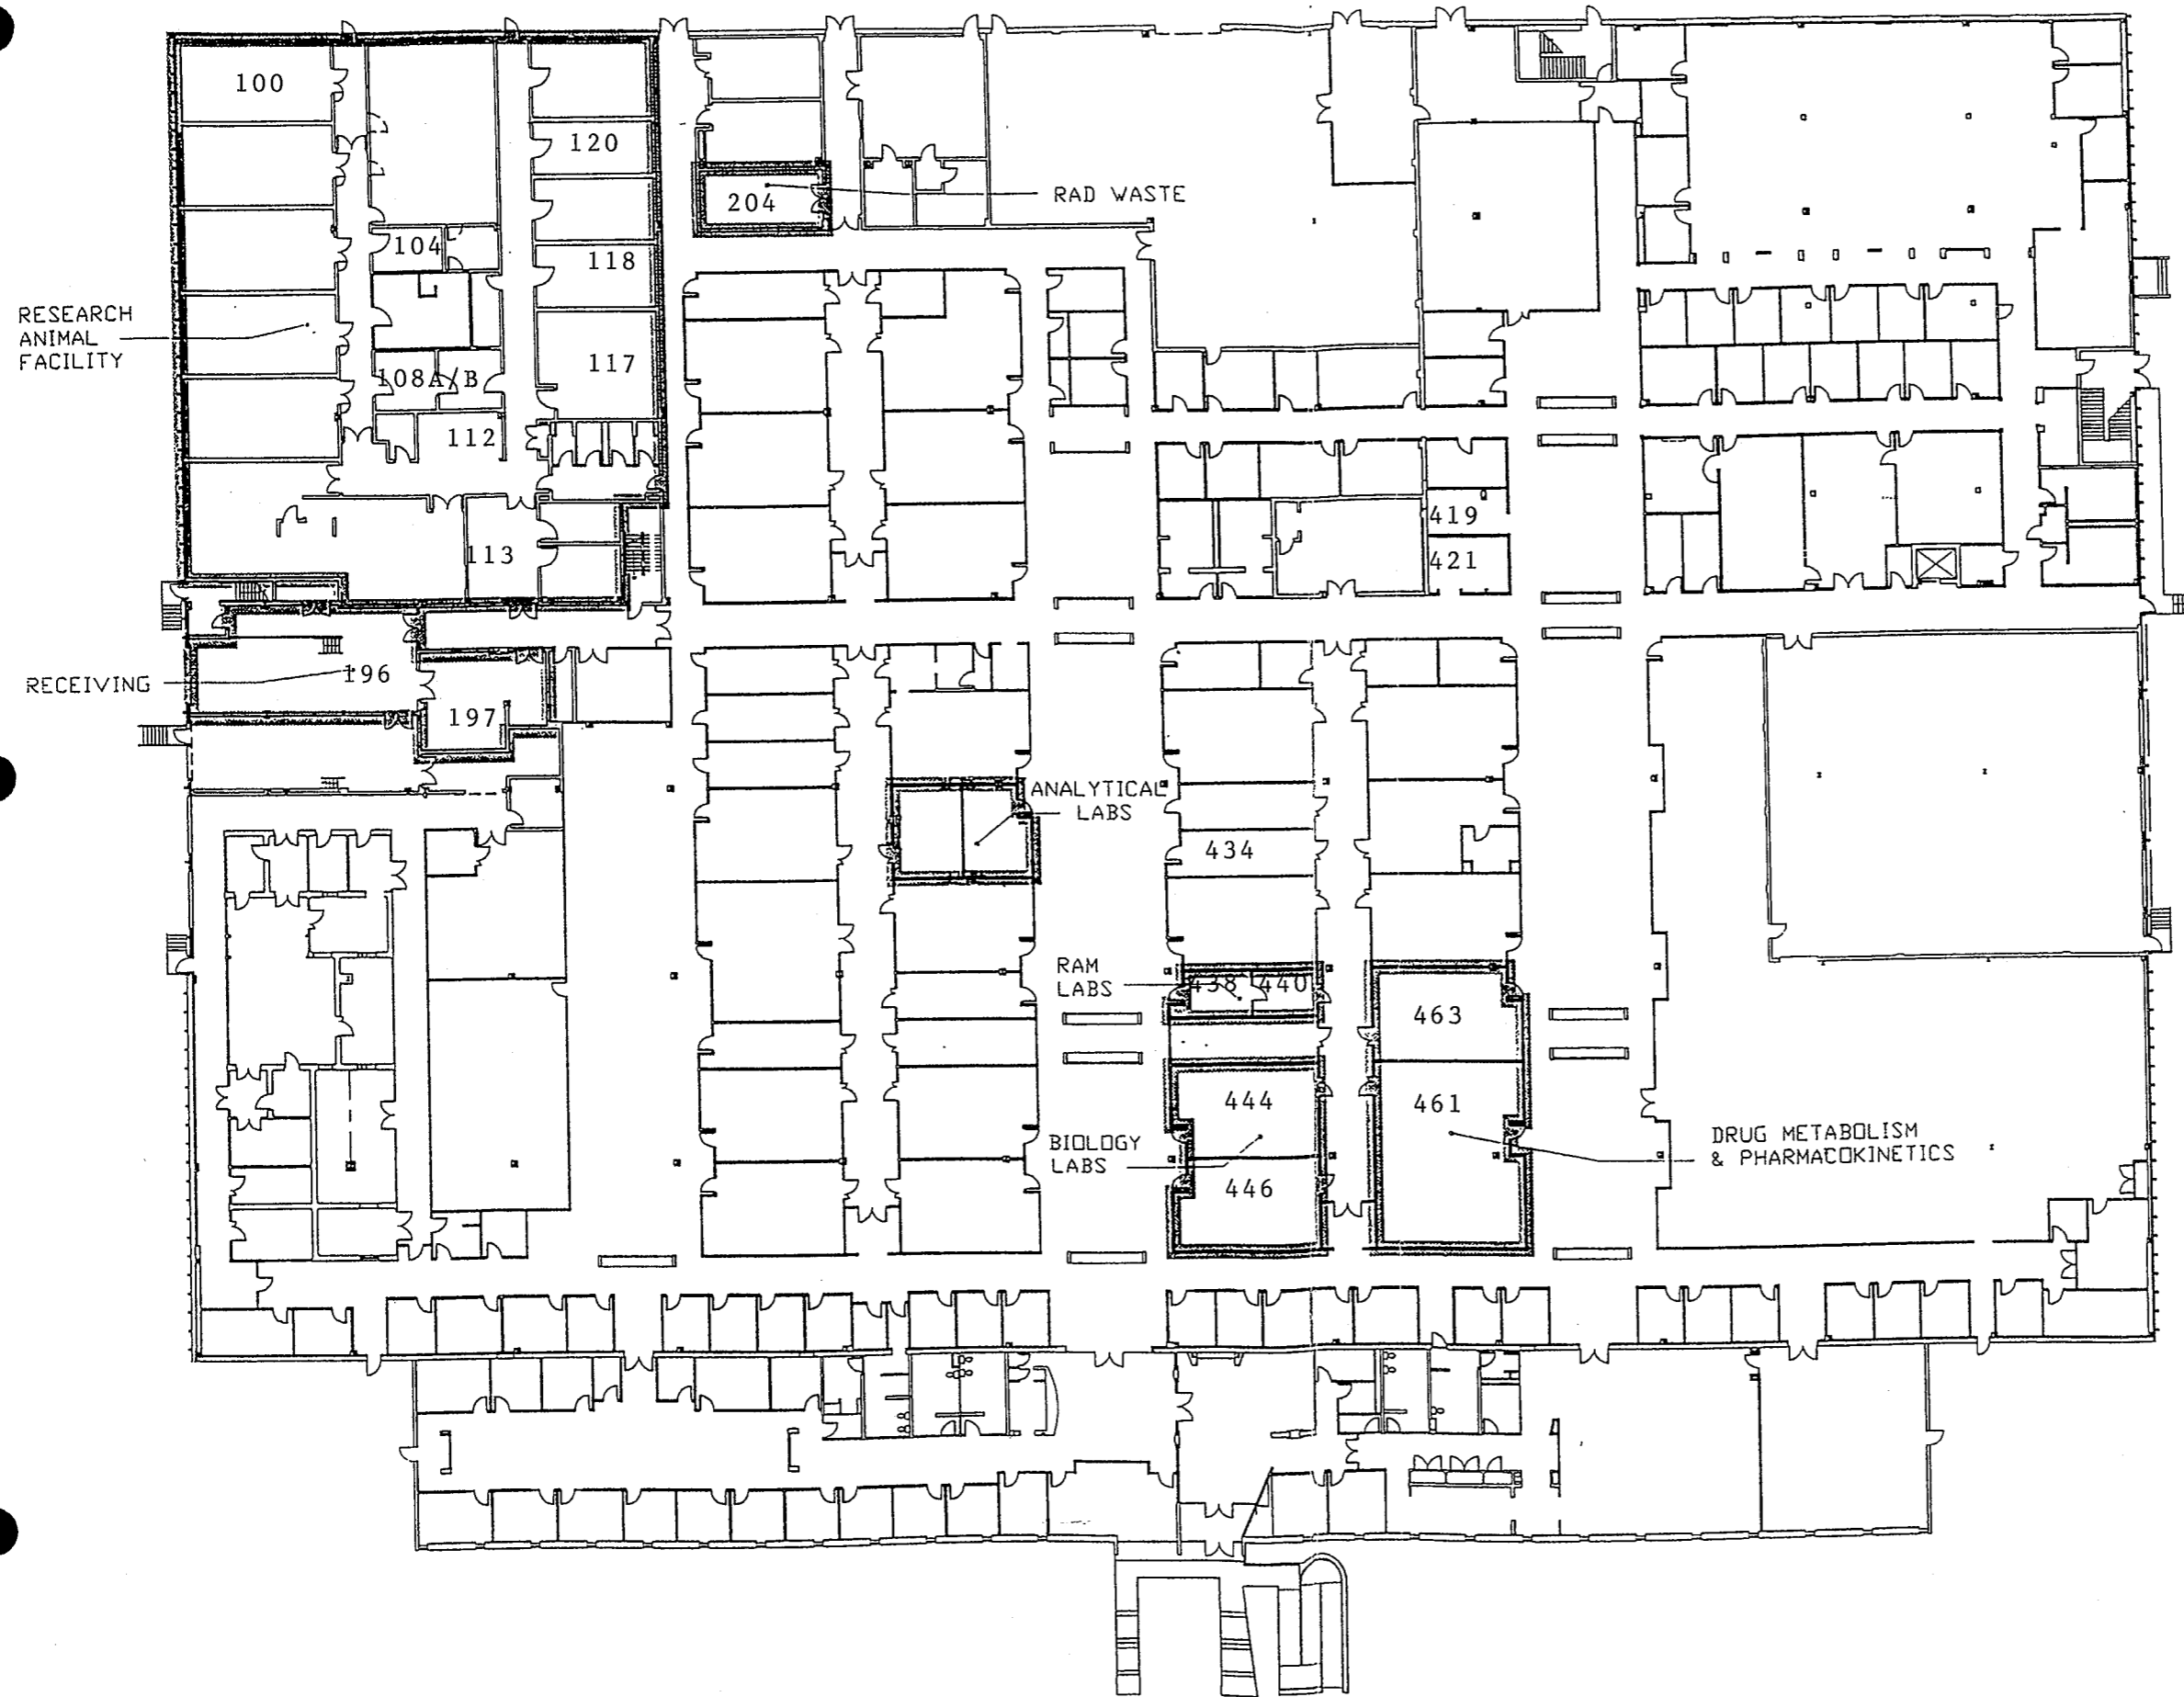 100
120
204
RAD WASTE
104
118
RESEARCH
ANIMAL
FACILITY
117
108A/B
112
419
113
421
196
RECEIVING
197
ANALYTICAL
LABS
434
RAM
LABS
438 440
463
444
461
BIOLOGY
LABS
DRUG METABOLISM
& PHARMACOKINETICS
446